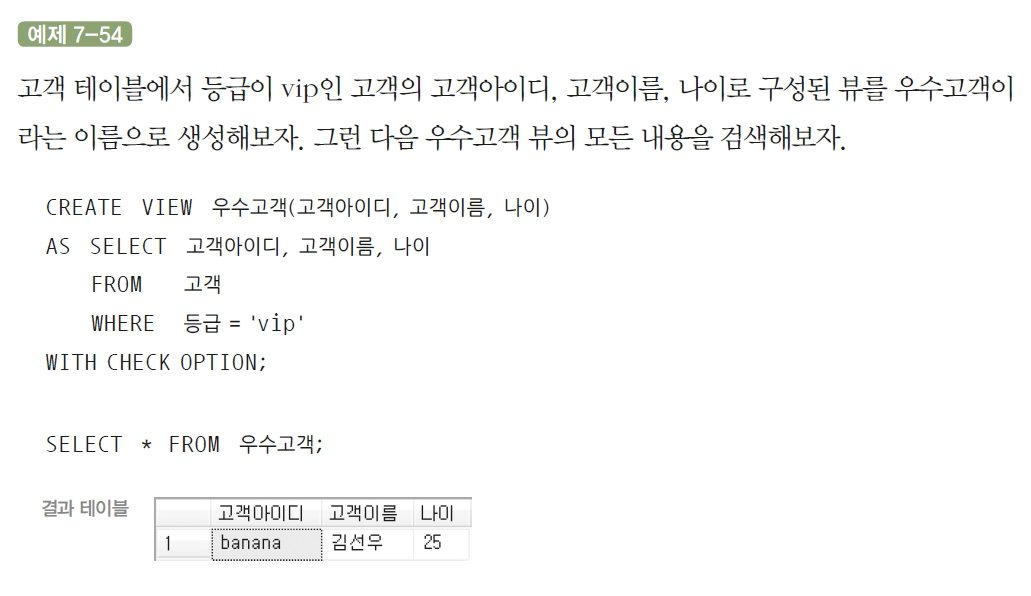 예제 7-54
고객 테이블에서 등급이 vip인 고객의 고객아이디, 고객이름, 나이로 구성된 뷰를 우수고객이
라는 이름으로 생성해보자. 그런 다음 우수고객 뷰의 모든 내용을 검색해보자.
CREATE VIEW 우수고객(고객아이디, 고객이름, 나이)
AS SELECT 고객아이디, 고객이름, 나이
FROM 고객
WHERE 등급 = 'vip'
WITH CHECK OPTION;
SELECT * FROM 우수고객;
결과 테이블
고객아이디 고객이름 나이
1 banana 김선우 25